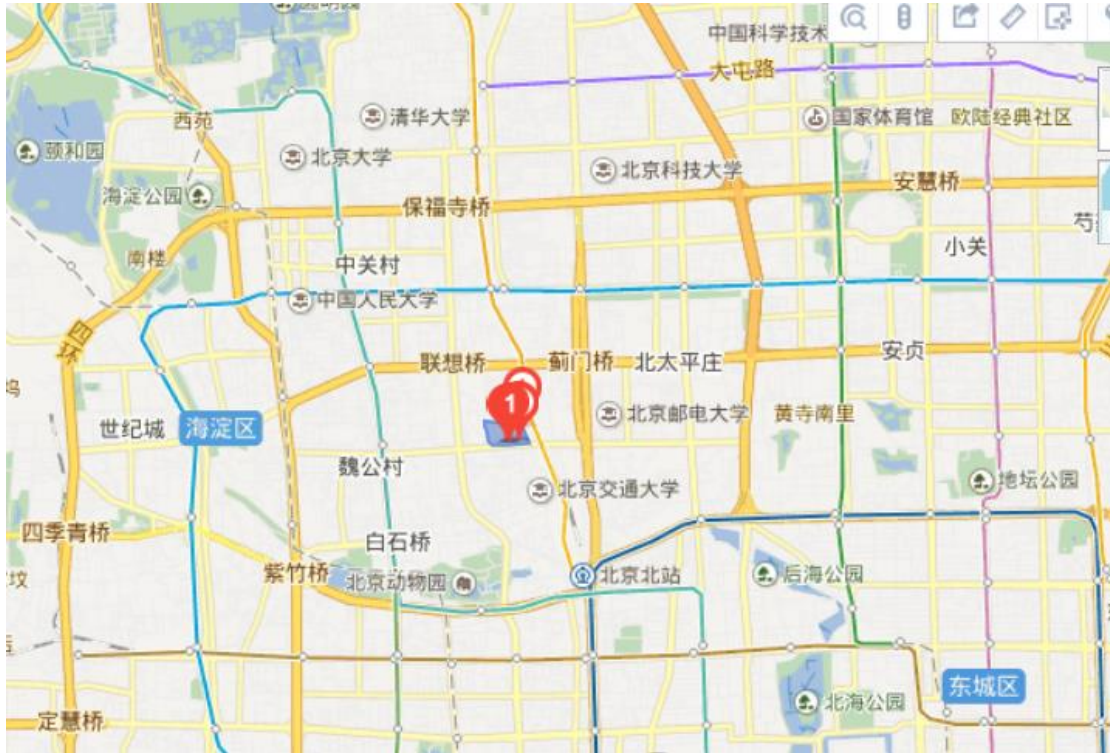 中国科学技术
大屯路
清华大学
国家体育馆
欧陆经典社区
西苑
颐和园
北京大学
北京科技大学
安慧桥
海淀公园
保福寺桥
小关
南楼
中关村
中国人民大学
四环
联想桥
蓟门桥
北太平庄
安贞
1
世纪城
海淀区
北京邮电大学
黄寺南里
魏公村
北京交通大学
地坛公园
四季青桥
白石桥
紫竹桥
北京动物园
北京北站
后海公园
坟
东城区
北海公园
定慧桥